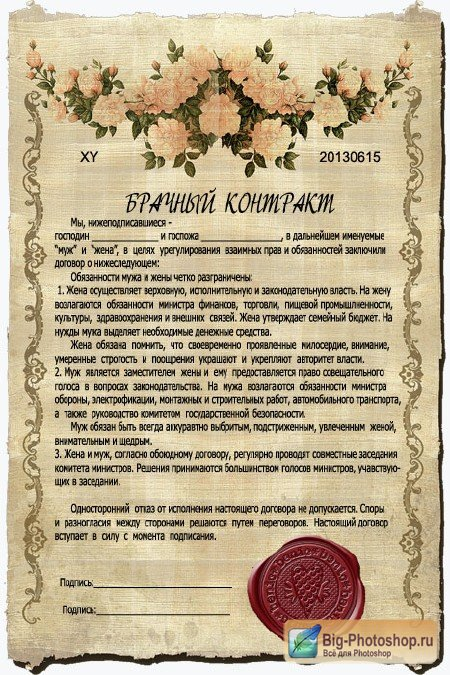 XY 20130615
БРАЧНЫЙ КОНТРАКТ
Мы, нижеподписавшиеся -
господин ______________ и госпожа _________________, в дальнейшем именуемые
"муж" и "жена", в целях урегулирования взаимных прав и обязанностей заключили
договор о нижеследующем:
Обязанности мужа и жены четко разграничены:
1. Жена осуществляет верховную, исполнительную и законодательную власть. На жену
возлагаются обязанности министра финансов, торговли, пищевой промышленности,
культуры, здравоохранения и внешних связей. Жена утверждает семейный бюджет. На
нужды мужа выделяет необходимые денежные средства.
Жена обязана помнить, что своевременно проявленные милосердие, внимание,
умеренные строгость и поощрения украшают и укрепляют авторитет власти.
2. Муж является заместителем жены и ему предоставляется право совещательного
голоса в вопросах законодательства. На мужа возлагаются обязанности министра
обороны, электрофикации, монтажных и строительных работ, автомобильного транспорта,
а также руководство комитетом государственной безопасности.
Муж обязан быть всегда аккуратно выбритым, подстриженным, увлеченным женой,
внимательным и щедрым.
3. Жена и муж, согласно обоюдному договору, регулярно проводят совместные заседания
комитета министров. Решения принимаются большинством голосов министров, участвую-
щих в заседании.
Односторонний отказ от исполнения настоящего договора не допускается. Споры
и разногласия между сторонами решаются путем переговоров. Настоящий договор
вступает в силу с момента подписания.
Подпись:____________________________
Подпись:___________________________
Big-Photoshop.ru
Всё для Photoshop